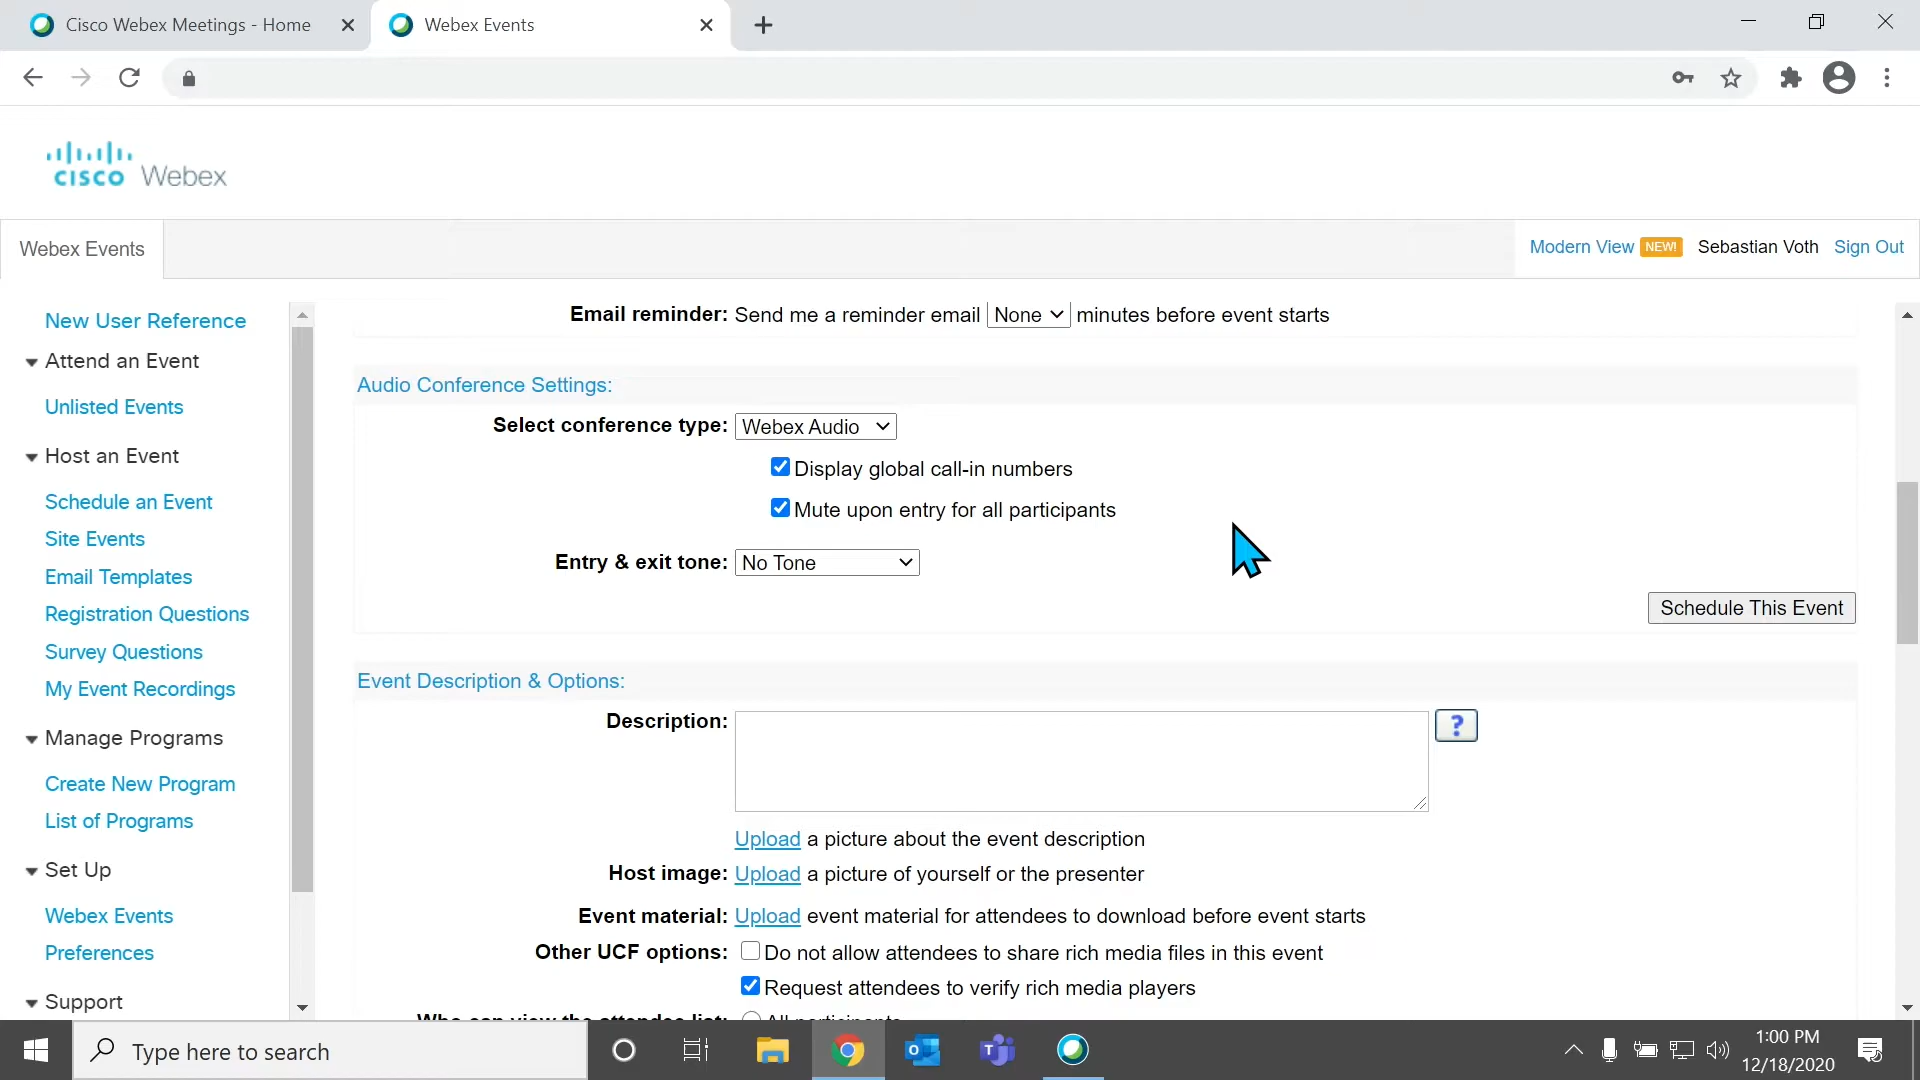 Cisco Webex Meetings - Home
Webex Events
CISCO Webex
Webex Events
Modern View NEW! Sebastian Voth Sign Out
New User Reference
Attend an Event
Unlisted Events
Host an Event
Schedule an Event
Site Events
Email Templates
Registration Questions
Survey Questions
My Event Recordings
Manage Programs
Create New Program
List of Programs
Set Up
Webex Events
Preferences
Support
Email reminder: Send me a reminder email None minutes before event starts
Audio Conference Settings:
Select conference type: Webex Audio
Display global call-in numbers
Mute upon entry for all participants
Entry & exit tone: No Tone
Schedule This Event
Event Description & Options:
Description:
?
Upload a picture about the event description
Host image: Upload a picture of yourself or the presenter
Event material: Upload event material for attendees to download before event starts
Other UCF options: Do not allow attendees to share rich media files in this event
Request attendees to verify rich media players
Who can view the attendee list: All participants
Type here to search
1:00 PM
12/18/2020